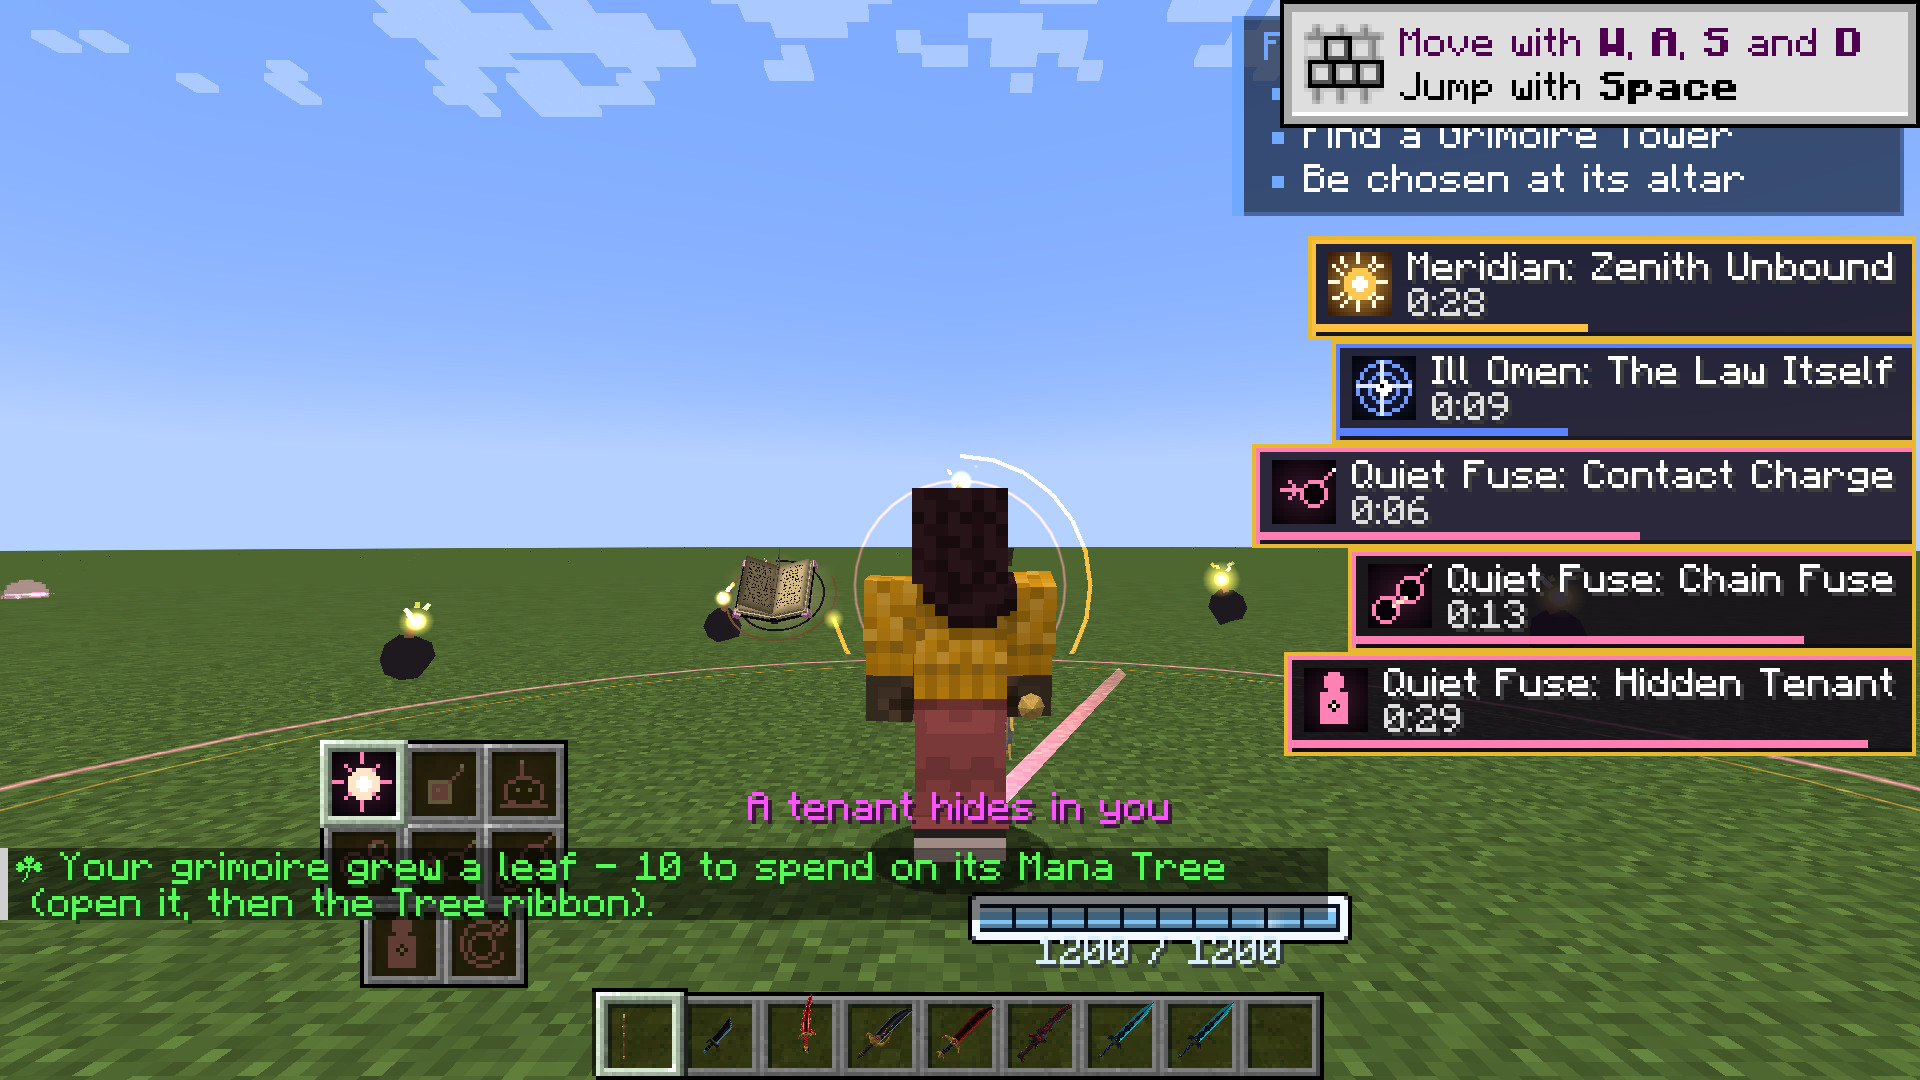 Move with W, A, S and D
Jump with Space
Find a Grimoire Tower
Be chosen at its altar
Meridian: Zenith Unbound
0:28
Ill Omen: The Law Itself
0:09
Quiet Fuse: Contact Charge
0:06
Quiet Fuse: Chain Fuse
0:13
Quiet Fuse: Hidden Tenant
0:29
A tenant hides in you
Your grimoire grew a leaf – 10 to spend on its Mana Tree
(open it, then the Tree ribbon).
1200 / 1200